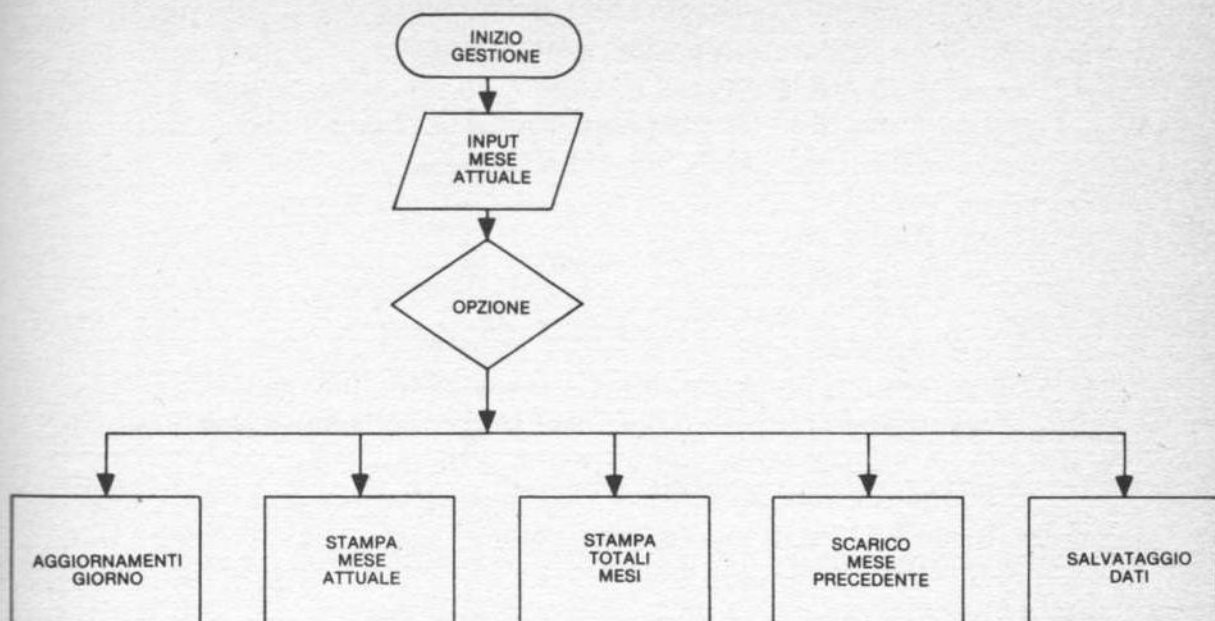 INIZIO
GESTIONE
INPUT
MESE
ATTUALE
OPZIONE
AGGIORNAMENTI
GIORNO
STAMPA
MESE
ATTUALE
STAMPA
TOTALI
MESI
SCARICO
MESE
PRECEDENTE
SALVATAGGIO
DATI